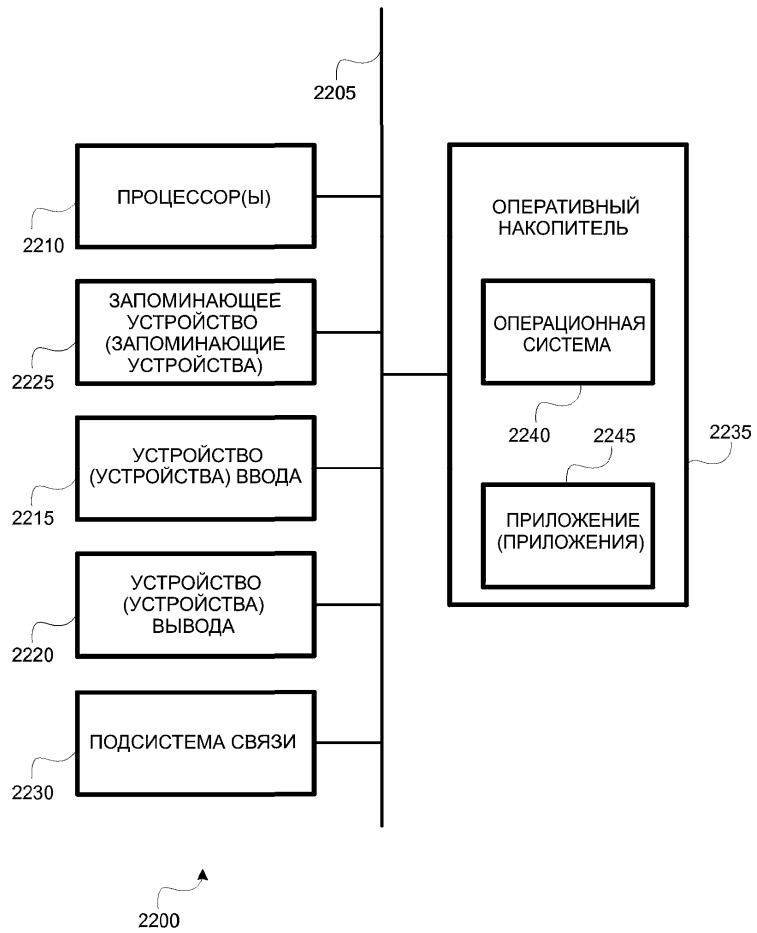 2205
ПРОЦЕССОР(Ы)
2210
ЗАПОМИНАЮЩЕЕ
УСТРОЙСТВО
(ЗАПОМИНАЮЩИЕ
УСТРОЙСТВА)
2225
УСТРОЙСТВО
(УСТРОЙСТВА) ВВОДА
2215
УСТРОЙСТВО
(УСТРОЙСТВА)
ВЫВОДА
2220
ПОДСИСТЕМА СВЯЗИ
2230
ОПЕРАТИВНЫЙ
НАКОПИТЕЛЬ
ОПЕРАЦИОННАЯ
СИСТЕМА
2240
2245
2235
ПРИЛОЖЕНИЕ
(ПРИЛОЖЕНИЯ)
2200